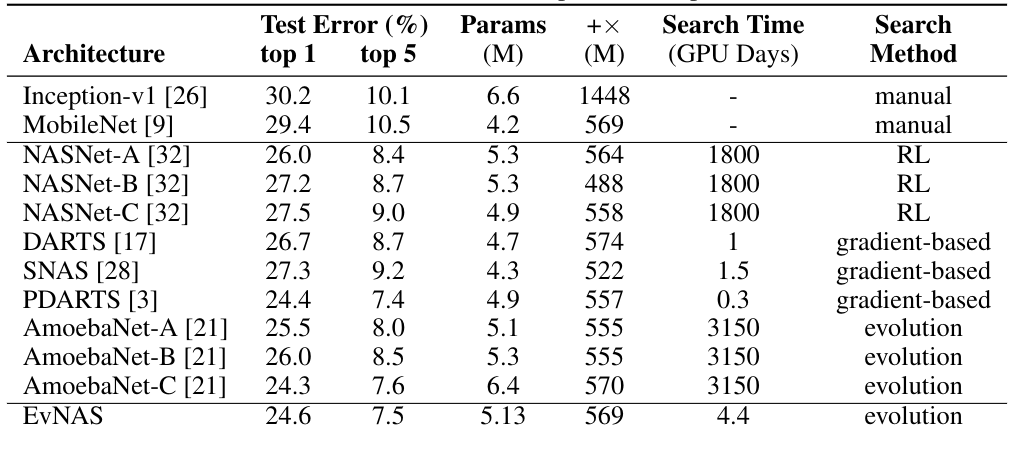 Test Error (%) Params +× Search Time Search
Architecture top 1 top 5 (M) (M) (GPU Days) Method
Inception-v1 [26] 30.2 10.1 6.6 1448 - manual
MobileNet [9] 29.4 10.5 4.2 569 - manual
NASNet-A [32] 26.0 8.4 5.3 564 1800 RL
NASNet-B [32] 27.2 8.7 5.3 488 1800 RL
NASNet-C [32] 27.5 9.0 4.9 558 1800 RL
DARTS [17] 26.7 8.7 4.7 574 1 gradient-based
SNAS [28] 27.3 9.2 4.3 522 1.5 gradient-based
PDARTS [3] 24.4 7.4 4.9 557 0.3 gradient-based
AmoebaNet-A [21] 25.5 8.0 5.1 555 3150 evolution
AmoebaNet-B [21] 26.0 8.5 5.3 555 3150 evolution
AmoebaNet-C [21] 24.3 7.6 6.4 570 3150 evolution
EvNAS 24.6 7.5 5.13 569 4.4 evolution